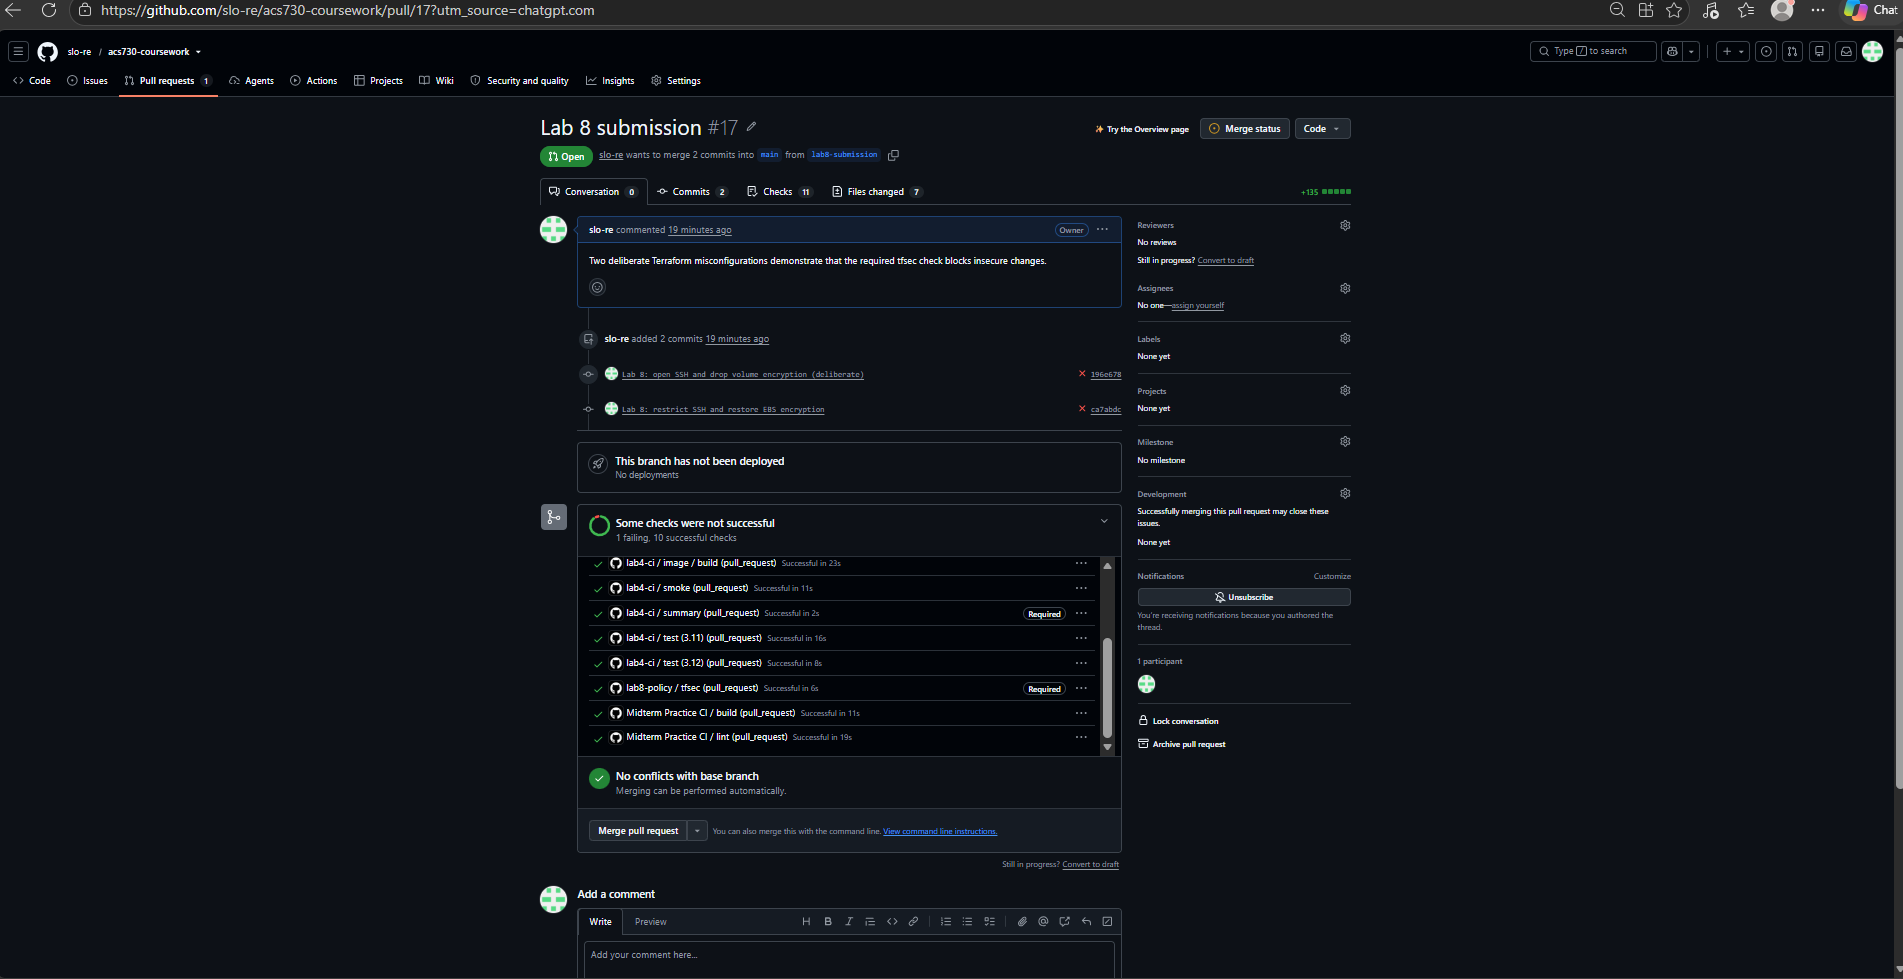 https://github.com/slo-re/acs730-coursework/pull/17?utm_source=chatgpt.com
Chat
slo-re / acs730-coursework
Type / to search
Code
Issues
Pull requests 1
Agents
Actions
Projects
Wiki
Security and quality
Insights
Settings
Lab 8 submission #17
Try the Overview page
Merge status
Code
Open
slo-re wants to merge 2 commits into main from lab8-submission
Conversation 0
Commits 2
Checks 11
Files changed 7
+135
slo-re commented 19 minutes ago
Owner
Two deliberate Terraform misconfigurations demonstrate that the required tfsec check blocks insecure changes.
slo-re added 2 commits 19 minutes ago
Lab 8: open SSH and drop volume encryption (deliberate)
196e678
Lab 8: restrict SSH and restore EBS encryption
ca7abdc
This branch has not been deployed
No deployments
Some checks were not successful
1 failing, 10 successful checks
lab4-ci / image / build (pull_request) Successful in 23s
lab4-ci / smoke (pull_request) Successful in 11s
lab4-ci / summary (pull_request) Successful in 2s
Required
lab4-ci / test (3.11) (pull_request) Successful in 16s
lab4-ci / test (3.12) (pull_request) Successful in 8s
lab8-policy / tfsec (pull_request) Successful in 6s
Required
Midterm Practice CI / build (pull_request) Successful in 11s
Midterm Practice CI / lint (pull_request) Successful in 19s
No conflicts with base branch
Merging can be performed automatically.
Merge pull request
You can also merge this with the command line. View command line instructions.
Still in progress? Convert to draft
Add a comment
Write
Preview
Add your comment here...
Reviewers
No reviews
Still in progress? Convert to draft
Assignees
No one—assign yourself
Labels
None yet
Projects
None yet
Milestone
No milestone
Development
Successfully merging this pull request may close these
issues.
None yet
Notifications
Customize
Unsubscribe
You're receiving notifications because you authored the
thread.
1 participant
Lock conversation
Archive pull request